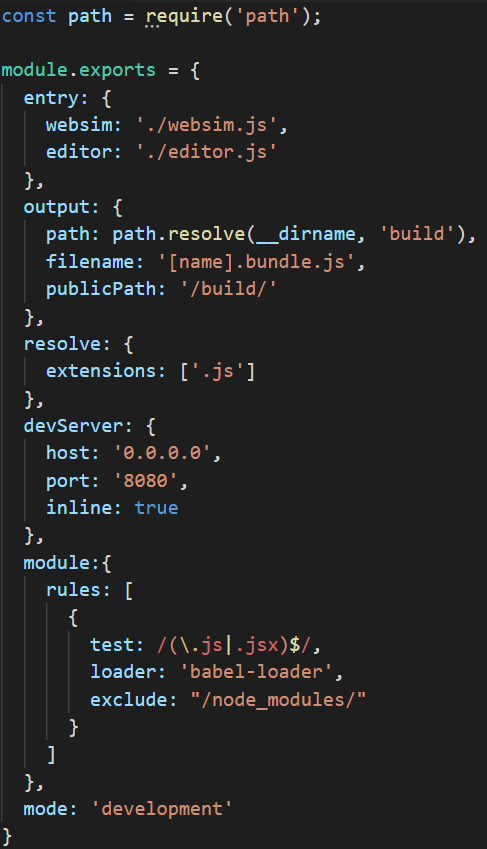 const path = require('path');
module.exports = {
  entry: {
    websim: './websim.js',
    editor: './editor.js'
  },
  output: {
    path: path.resolve(__dirname, 'build'),
    filename: '[name].bundle.js',
    publicPath: '/build/'
  },
  resolve: {
    extensions: ['.js']
  },
  devServer: {
    host: '0.0.0.0',
    port: '8080',
    inline: true
  },
  module:{
    rules: [
      {
        test: /(\.js|.jsx)$/,
        loader: 'babel-loader',
        exclude: "/node_modules/"
      }
    ]
  },
  mode: 'development'
}